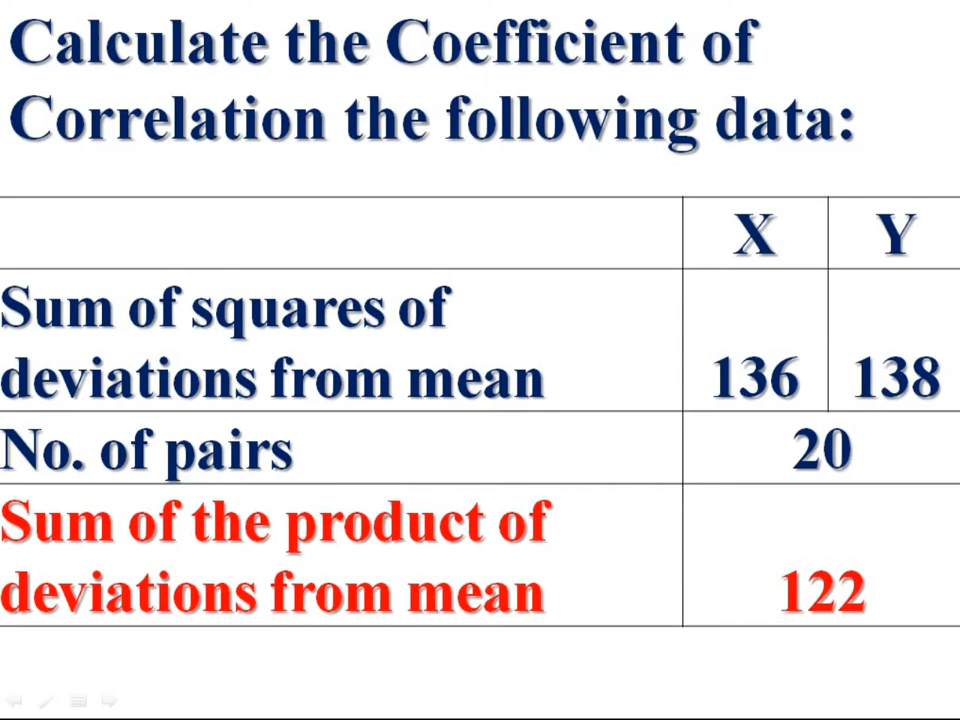 Calculate the Coefficient of
Correlation the following data:
X Y
Sum of squares of
deviations from mean 136 138
No. of pairs 20
Sum of the product of
deviations from mean 122